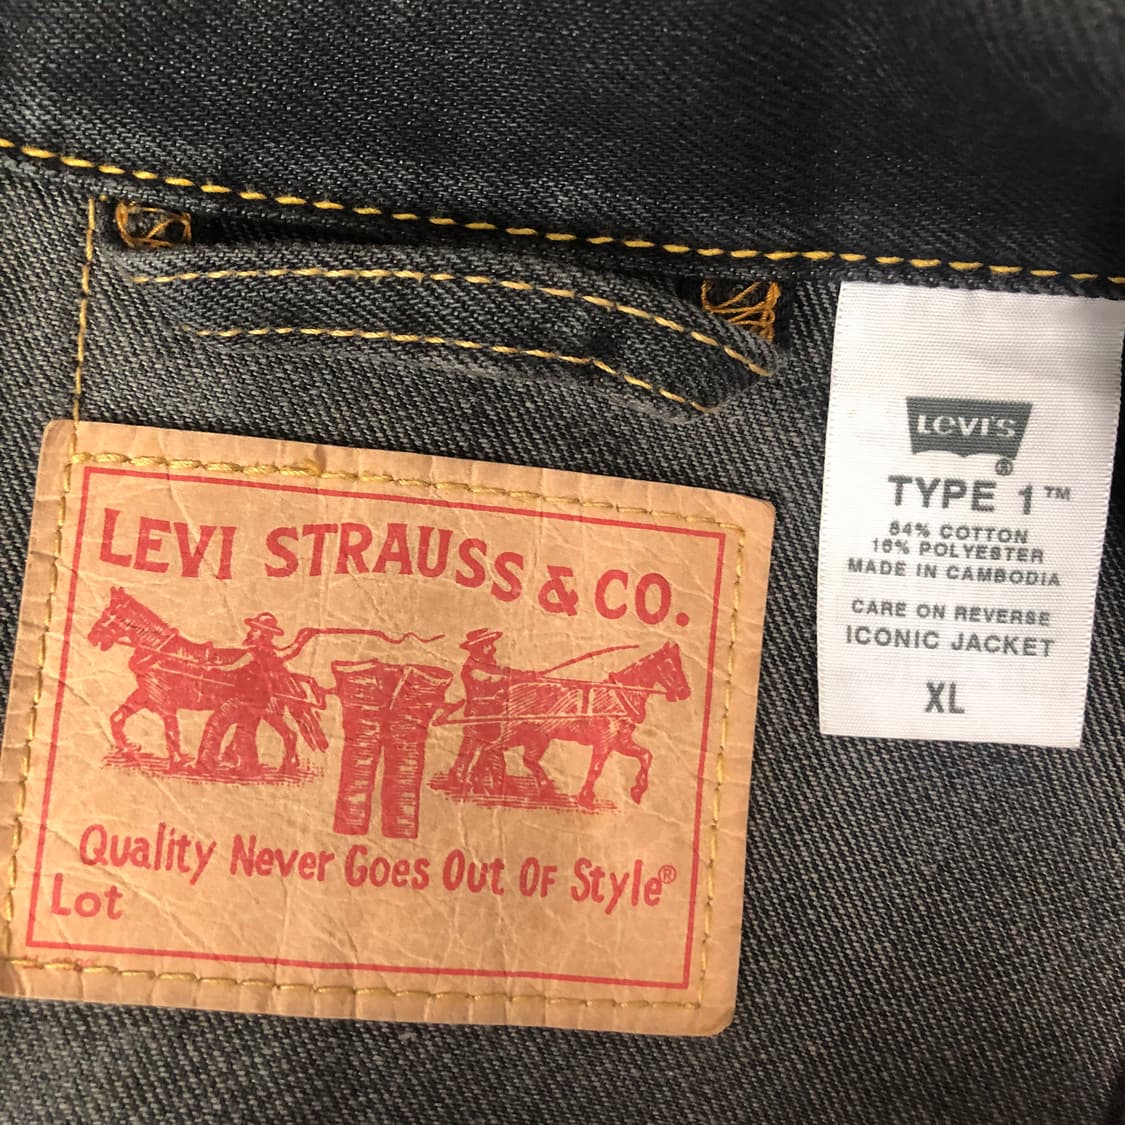 LEVI STRAUSS & CO.
Quality Never Goes Out Of Style®
Lot
LEVI'S
®
TYPE 1™
84% COTTON
16% POLYESTER
MADE IN CAMBODIA
CARE ON REVERSE
ICONIC JACKET
XL